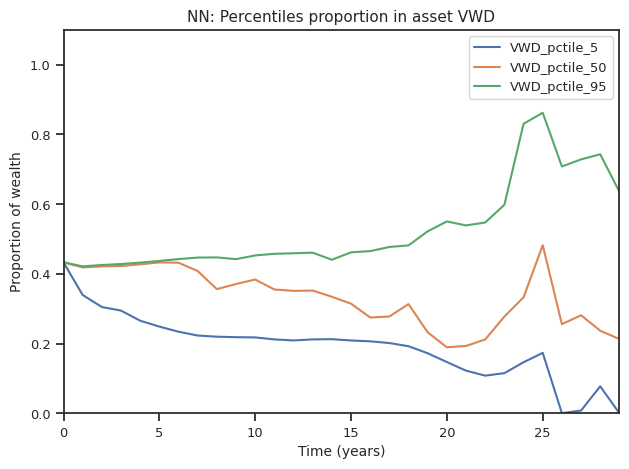 NN: Percentiles proportion in asset VWD
VWD_pctile_5
VWD_pctile_50
VWD_pctile_95
Proportion of wealth
1.0
0.8
0.6
0.4
0.2
0.0
0 5 10 15 20 25
Time (years)